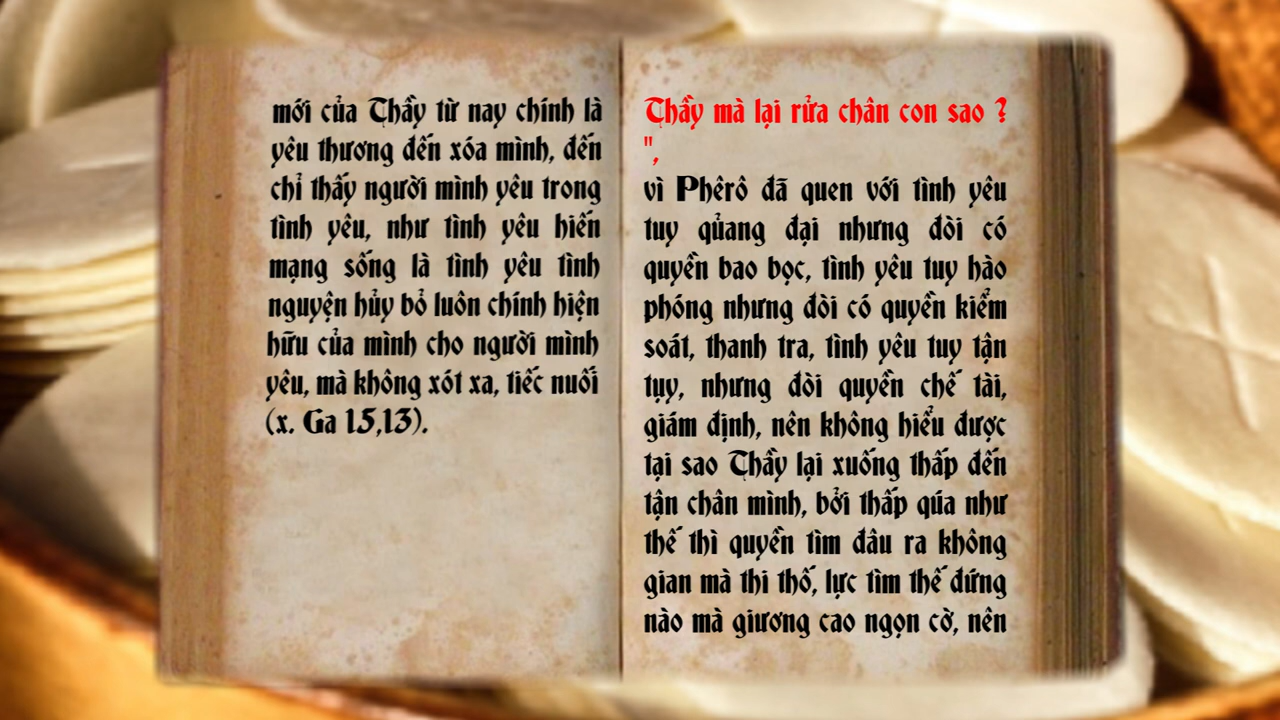 mới của Thầy từ nay chính là
yêu thương đến xóa mình, đến
chỉ thấy người mình yêu trong
tình yêu, như tình yêu hiến
mạng sống là tình yêu tình
nguyện hủy bỏ luôn chính hiện
hữu của mình cho người mình
yêu, mà không xót xa, tiếc nuối
(x. Ga 15,13).
Thầy mà lại rửa chân con sao ?
",
vì Phêrô đã quen với tình yêu
tuy qủang đại nhưng đòi có
quyền bao bọc, tình yêu tuy hào
phóng nhưng đòi có quyền kiểm
soát, thanh tra, tình yêu tuy tận
tụy, nhưng đòi quyền chế tài,
giám định, nên không hiểu được
tại sao Thầy lại xuống thấp đến
tận chân mình, bởi thấp qúa như
thế thì quyền tìm đâu ra không
gian mà thi thố, lực tìm thế đứng
nào mà giương cao ngọn cờ, nên